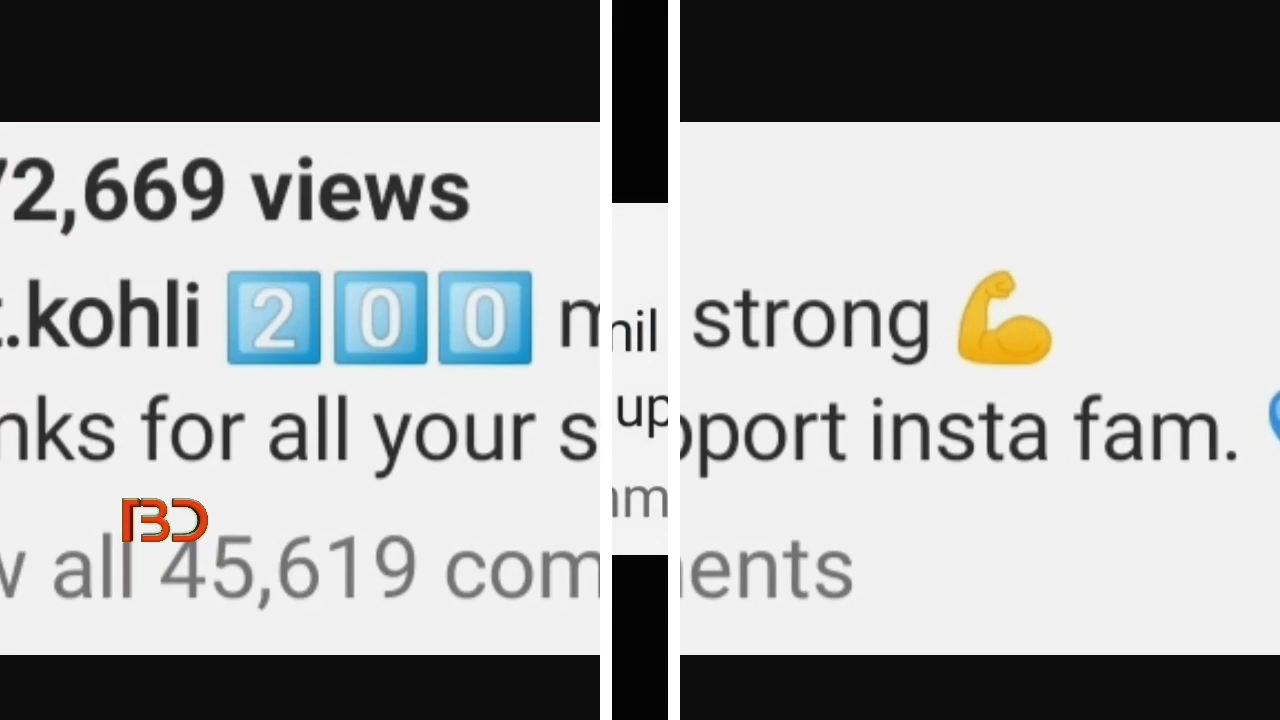 72,669 views
t.kohli 2️⃣0️⃣0️⃣ mil strong 💪
nks for all your support insta fam.
w all 45,619 comments
TBD